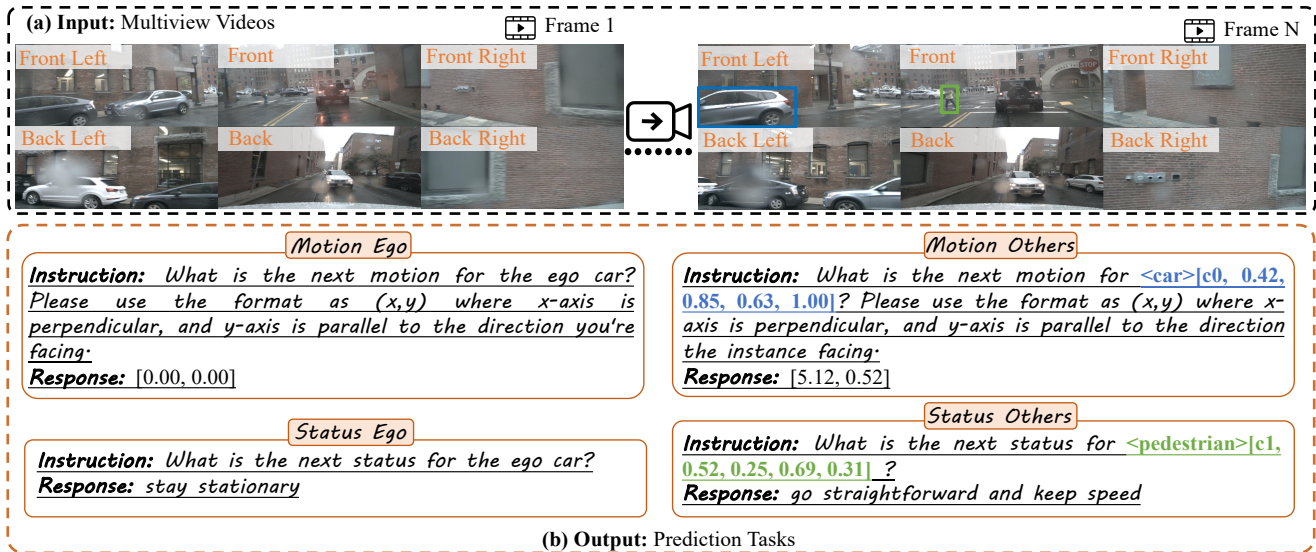 (a) Input: Multiview Videos
Frame 1
Frame N
Front Left
Front
Front Right
Back Left
Back
Back Right
Front Left
Front
Front Right
STOP
Back Left
Back
Back Right
Motion Ego
Instruction: What is the next motion for the ego car?
Please use the format as (x,y) where x-axis is
perpendicular, and y-axis is parallel to the direction you're
facing.
Response: [0.00, 0.00]
Motion Others
Instruction: What is the next motion for <car>[c0, 0.42,
0.85, 0.63, 1.00]? Please use the format as (x,y) where x-
axis is perpendicular, and y-axis is parallel to the direction
the instance facing.
Response: [5.12, 0.52]
Status Ego
Instruction: What is the next status for the ego car?
Response: stay stationary
Status Others
Instruction: What is the next status for <pedestrian>[c1,
0.52, 0.25, 0.69, 0.31] ?
Response: go straightforward and keep speed
(b) Output: Prediction Tasks